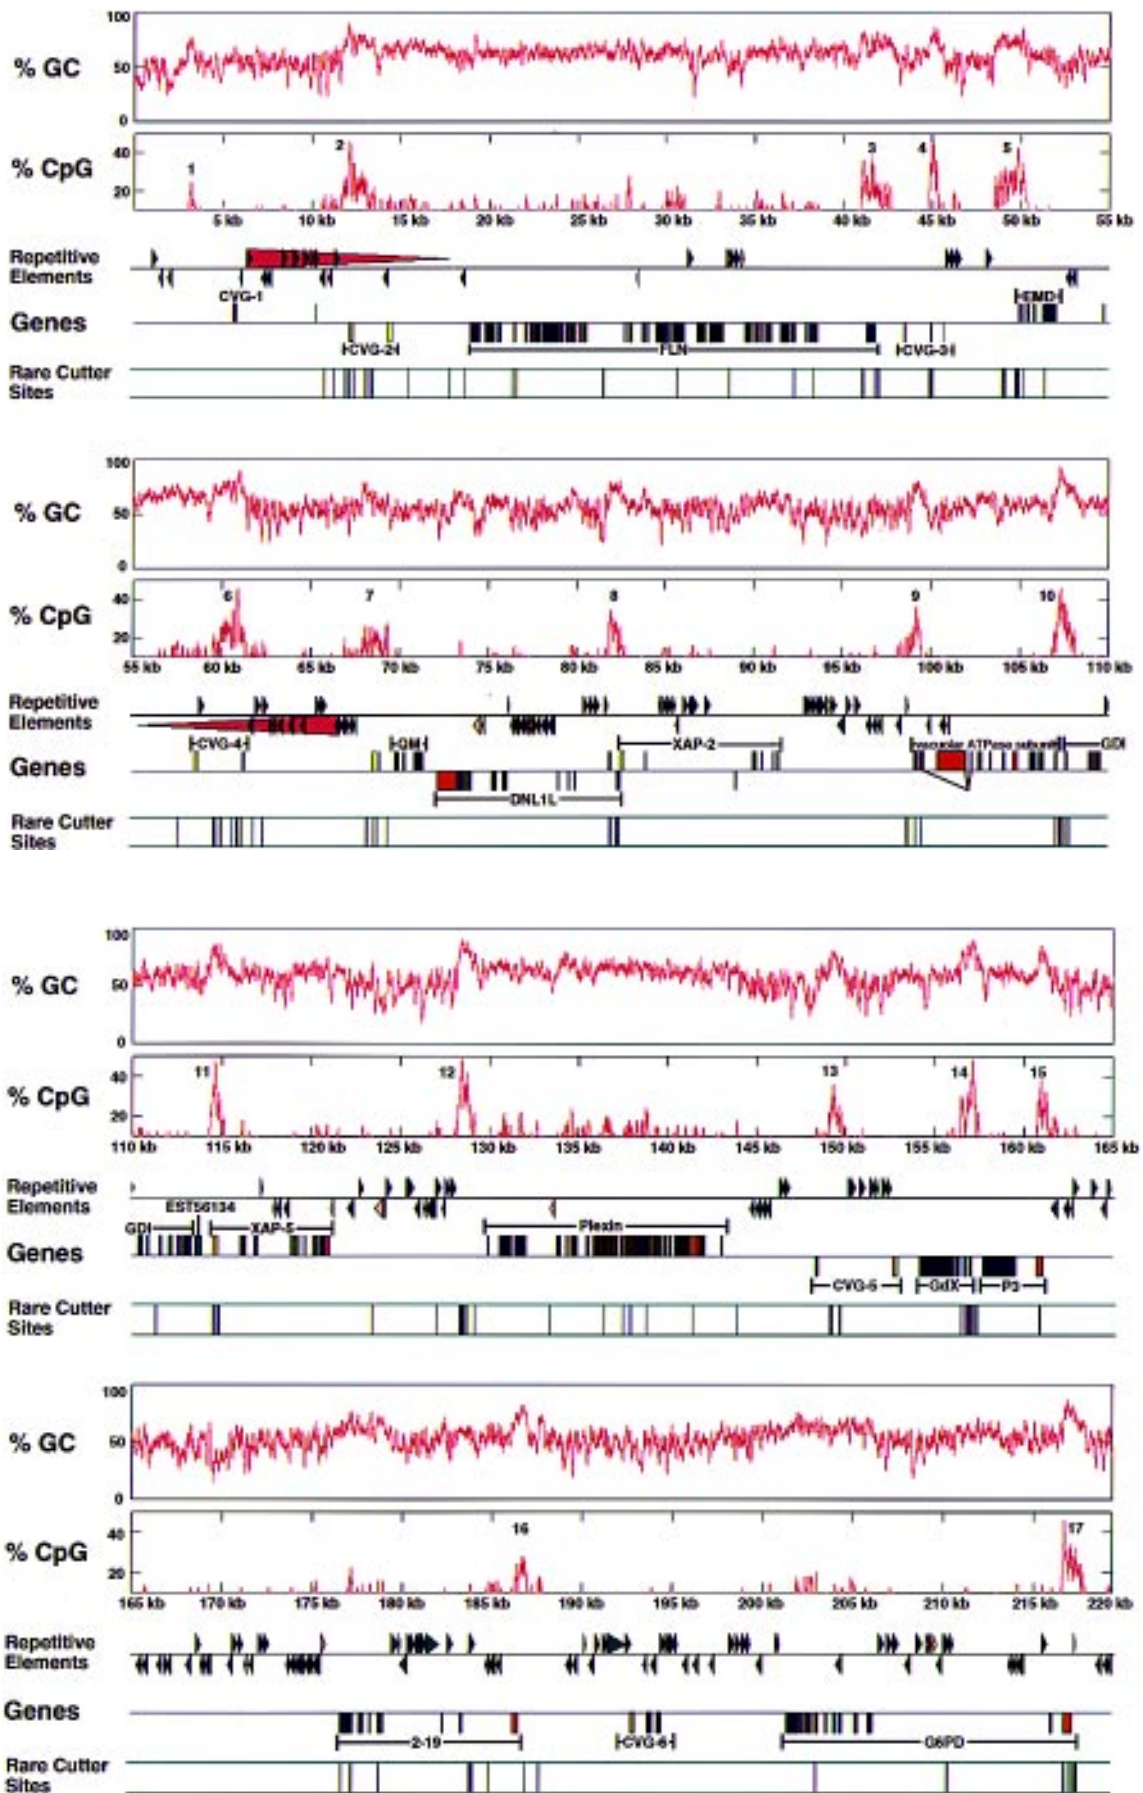 100
% GC
50
0
% CpG
40
20
1
2
3
4
5
5 kb 10 kb 15 kb 20 kb 25 kb 30 kb 35 kb 40 kb 45 kb 50 kb 55 kb
Repetitive
Elements
CVG-1
EMD
Genes
CVG-2
FLN
CVG-3
Rare Cutter
Sites
100
% GC
50
0
% CpG
40
20
6
7
8
9
10
55 kb 60 kb 65 kb 70 kb 75 kb 80 kb 85 kb 90 kb 95 kb 100 kb 105 kb 110 kb
Repetitive
Elements
CVG-4
QM
XAP-2
vacuolar ATPase subunit
GDI
Genes
DNL1L
Rare Cutter
Sites
100
% GC
50
0
% CpG
40
20
11
12
13
14
15
110 kb 115 kb 120 kb 125 kb 130 kb 135 kb 140 kb 145 kb 150 kb 155 kb 160 kb 165 kb
Repetitive
Elements
EST56134
GDI
XAP-5
Plexin
Genes
CVG-5
GdX
P3
Rare Cutter
Sites
100
% GC
50
0
% CpG
40
20
16
17
165 kb 170 kb 175 kb 180 kb 185 kb 190 kb 195 kb 200 kb 205 kb 210 kb 215 kb 220 kb
Repetitive
Elements
Genes
2-19
CVG-6
G6PD
Rare Cutter
Sites